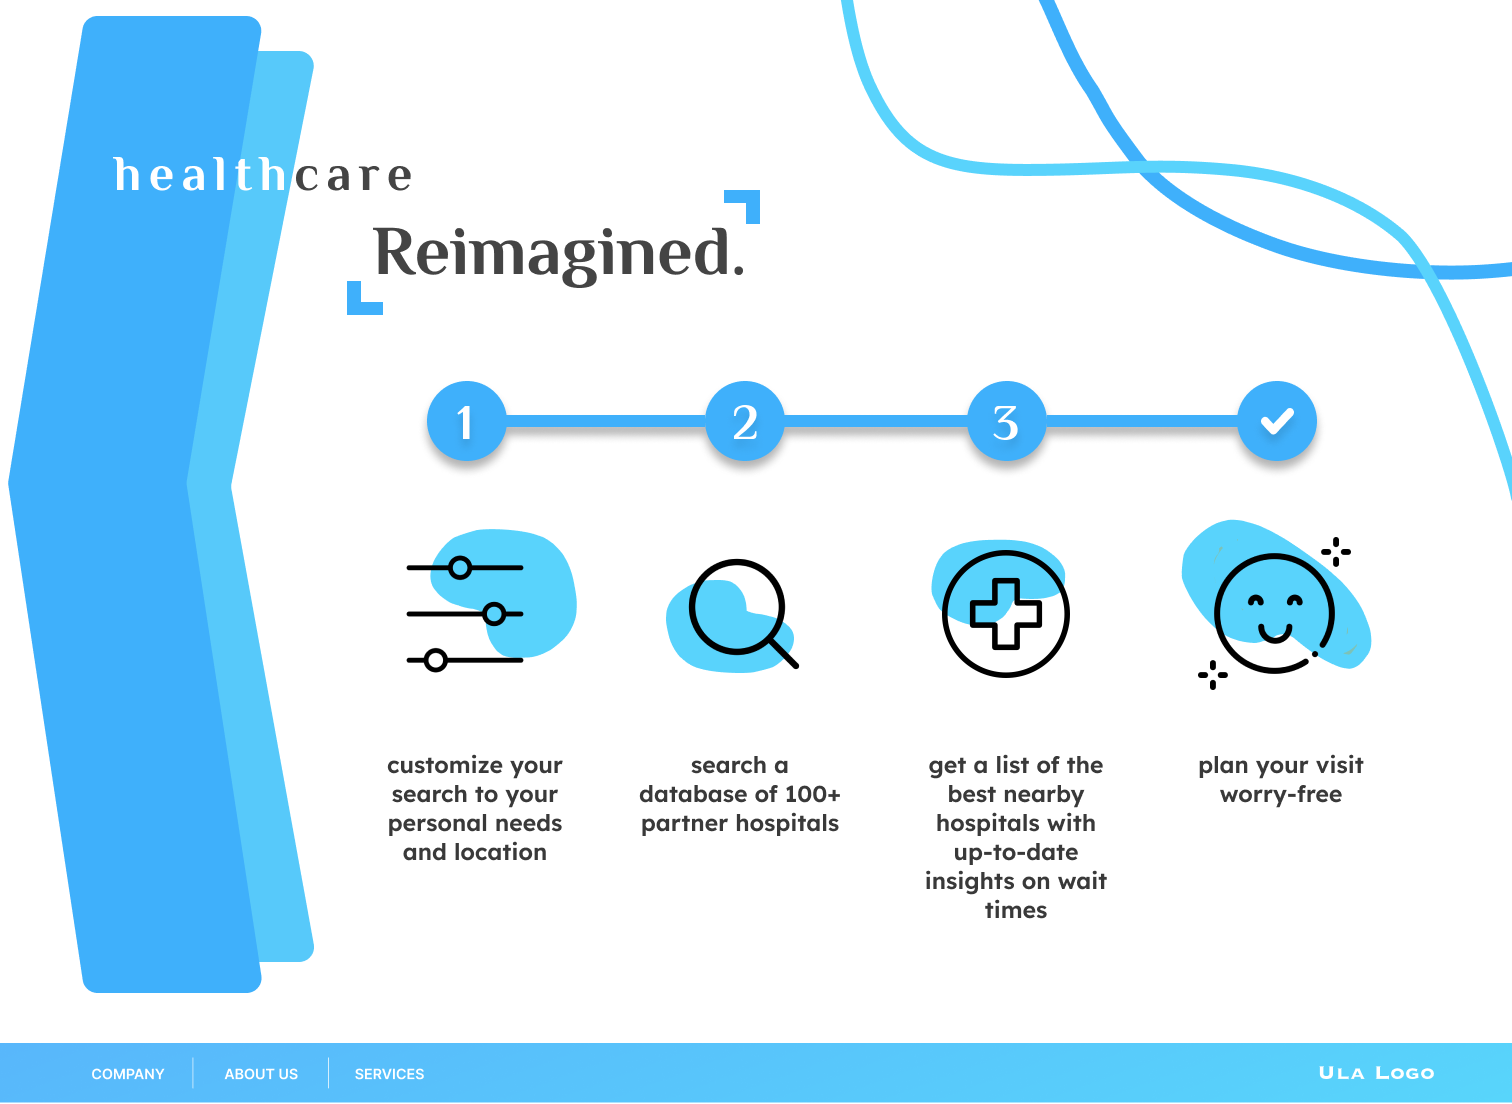 healthcare
Reimagined.
1 2 3
customize your
search to your
personal needs
and location
search a
database of 100+
partner hospitals
get a list of the
best nearby
hospitals with
up-to-date
insights on wait
times
plan your visit
worry-free
COMPANY ABOUT US SERVICES ULA LOGO